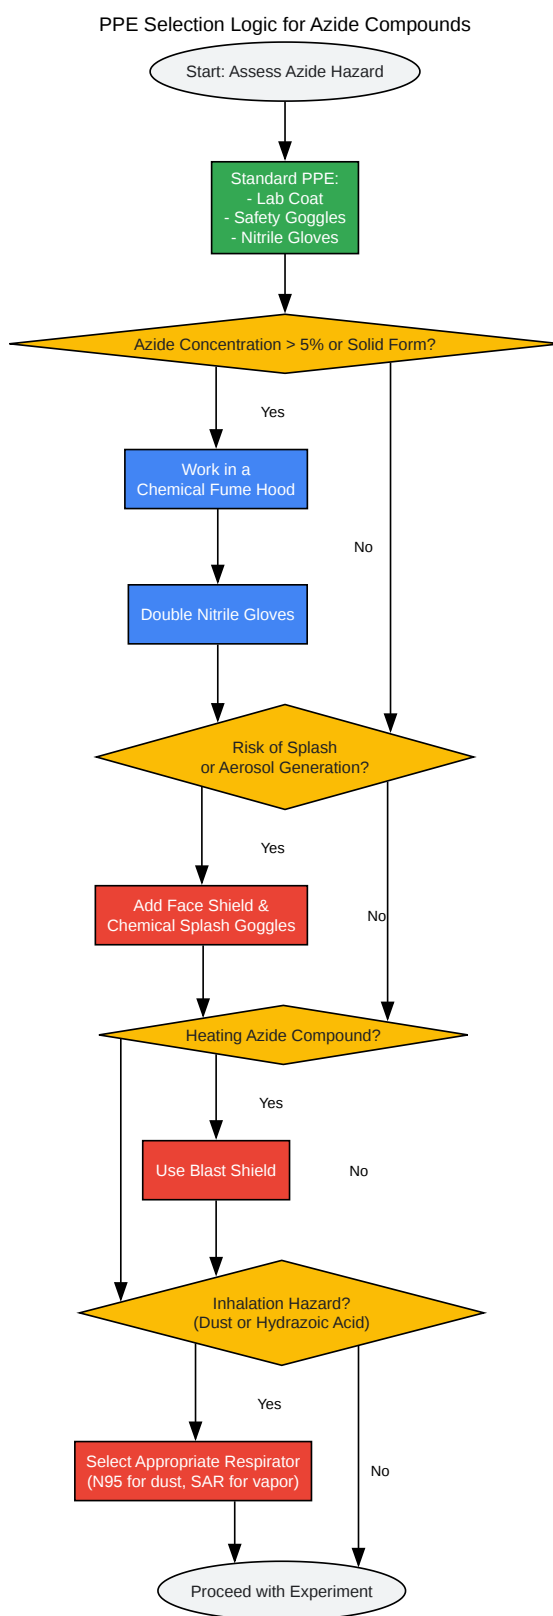 PPE Selection Logic for Azide Compounds
Start: Assess Azide Hazard
Standard PPE:
- Lab Coat
- Safety Goggles
- Nitrile Gloves
Azide Concentration > 5% or Solid Form?
Yes
Work in a
Chemical Fume Hood
No
Double Nitrile Gloves
Risk of Splash
or Aerosol Generation?
Yes
Add Face Shield &
Chemical Splash Goggles
No
Heating Azide Compound?
Yes
Use Blast Shield
No
Inhalation Hazard?
(Dust or Hydrazoic Acid)
Yes
Select Appropriate Respirator
(N95 for dust, SAR for vapor)
No
Proceed with Experiment